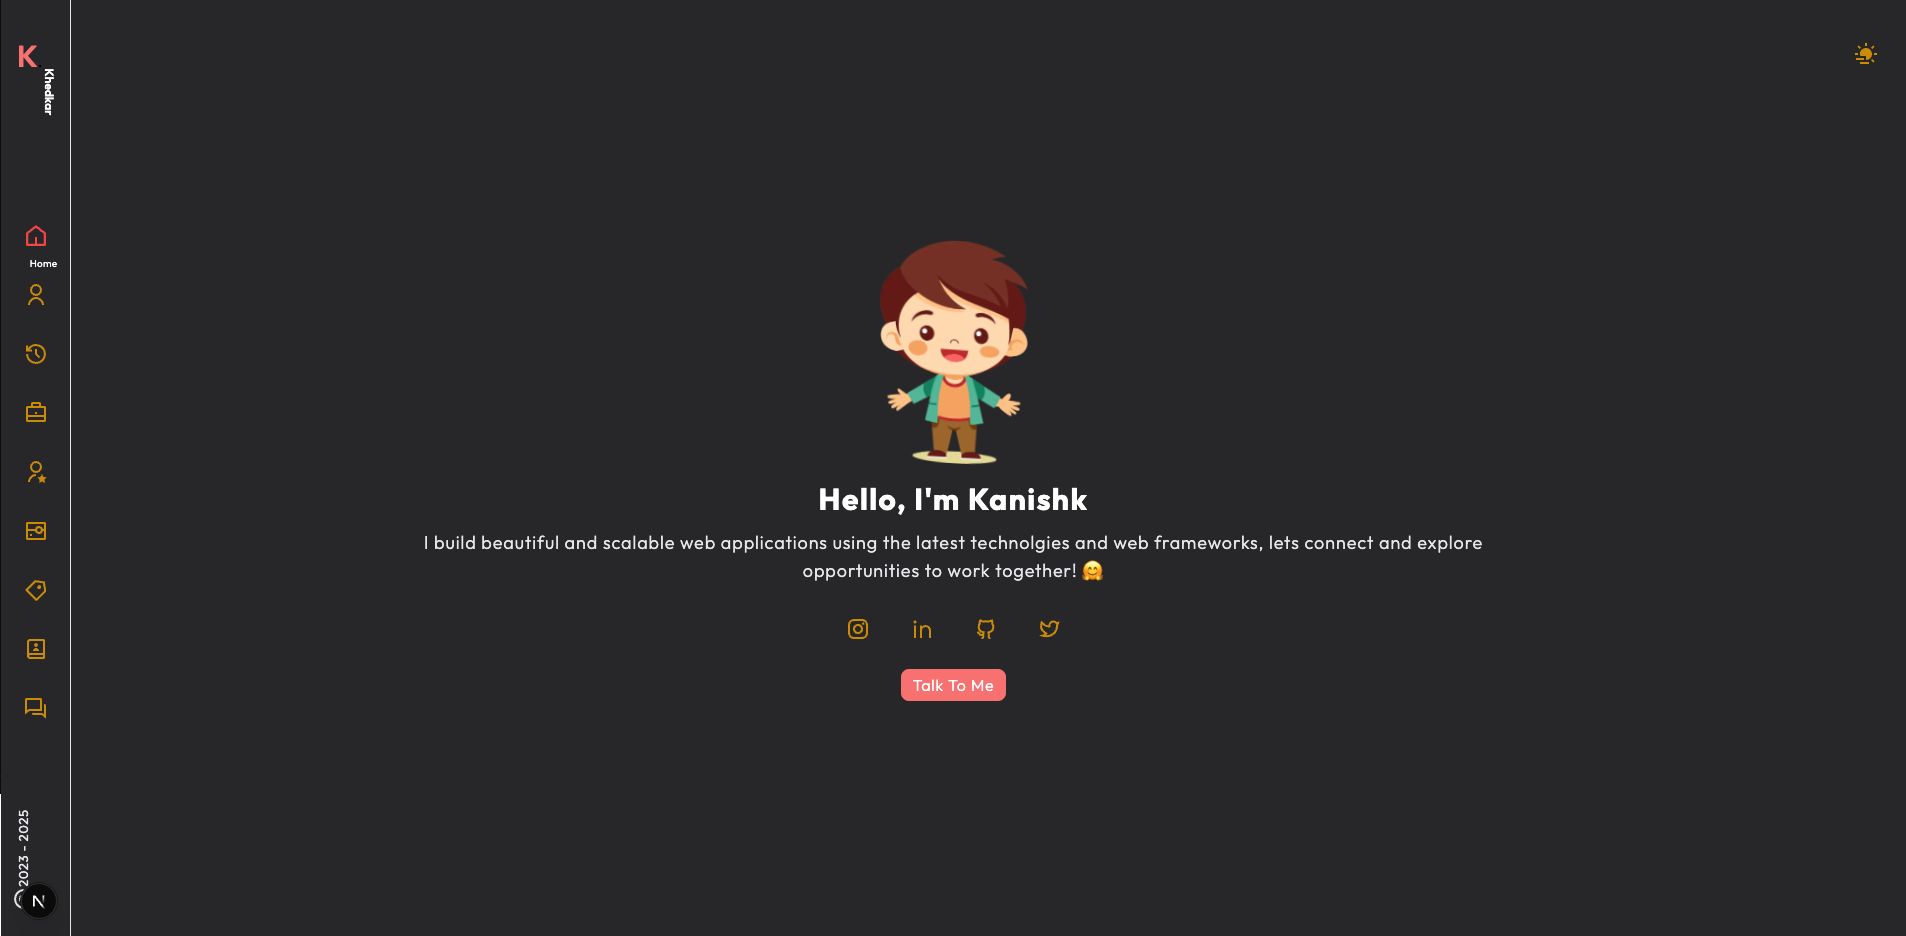 K
Khedkar
Home
Hello, I'm Kanishk
I build beautiful and scalable web applications using the latest technolgies and web frameworks, lets connect and explore
opportunities to work together! 🤗
in
Talk To Me
2023 - 2025
N